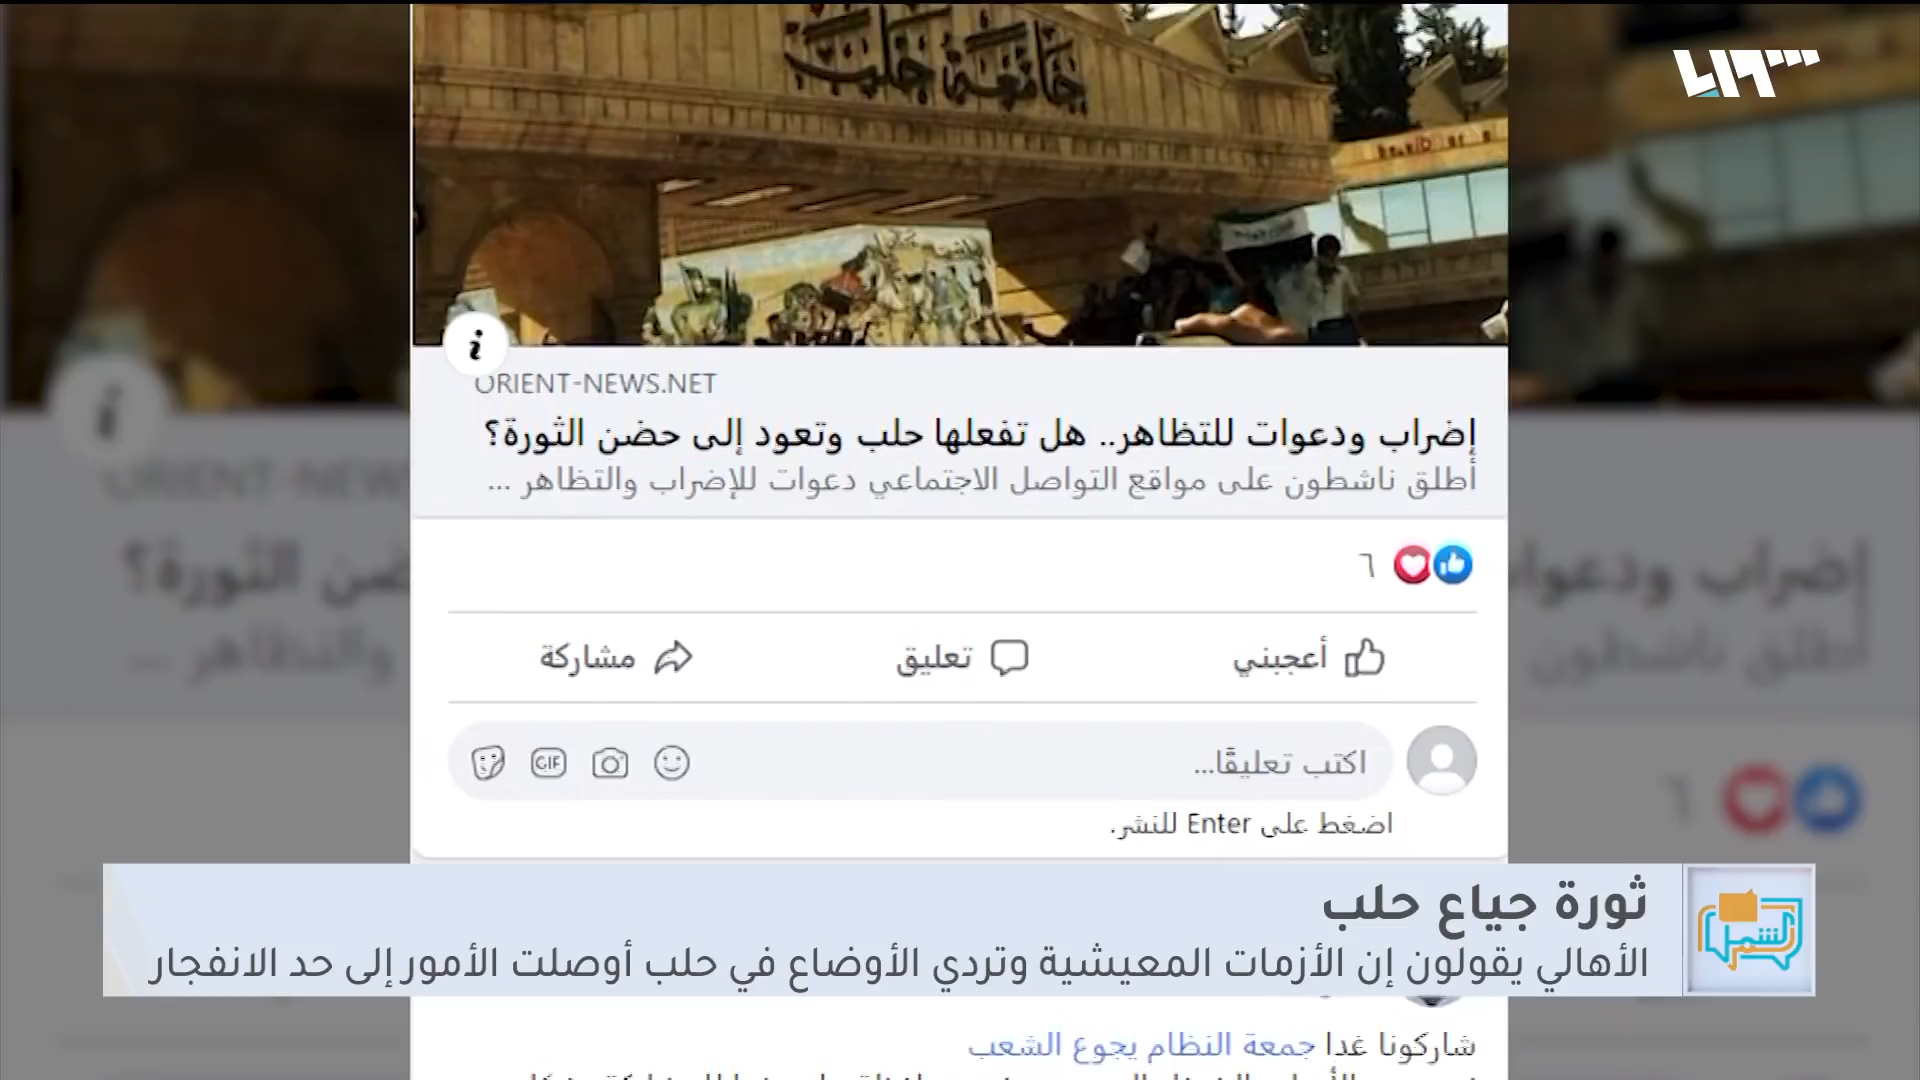 جامعة حلب
ORIENT-NEWS.NET
إضراب ودعوات للتظاهر.. هل تفعلها حلب وتعود إلى حضن الثورة؟
أطلق ناشطون على مواقع التواصل الاجتماعي دعوات للإضراب والتظاهر ...
٦
أعجبني
تعليق
مشاركة
اكتب تعليقًا...
GIF
اضغط على Enter للنشر.
ثورة جياع حلب
الأهالي يقولون إن الأزمات المعيشية وتردي الأوضاع في حلب أوصلت الأمور إلى حد الانفجار
لم الشمل
شاركونا غدا جمعة النظام يجوع الشعب